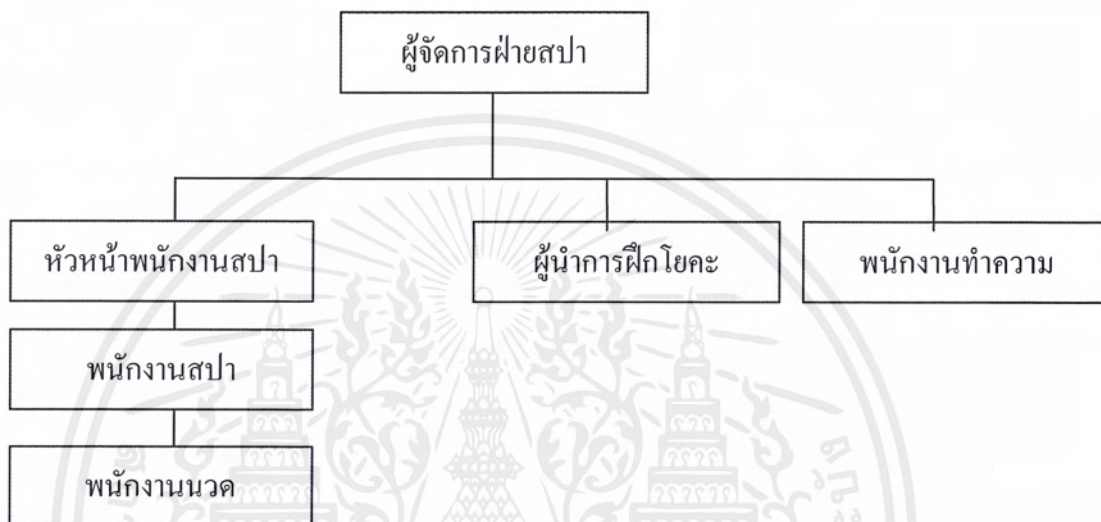 ผู้จัดการฝ่ายสปา
หัวหน้าพนักงานสปา
ผู้นำการฝึกโยคะ
พนักงานทำความ
พนักงานสปา
พนักงานนวด